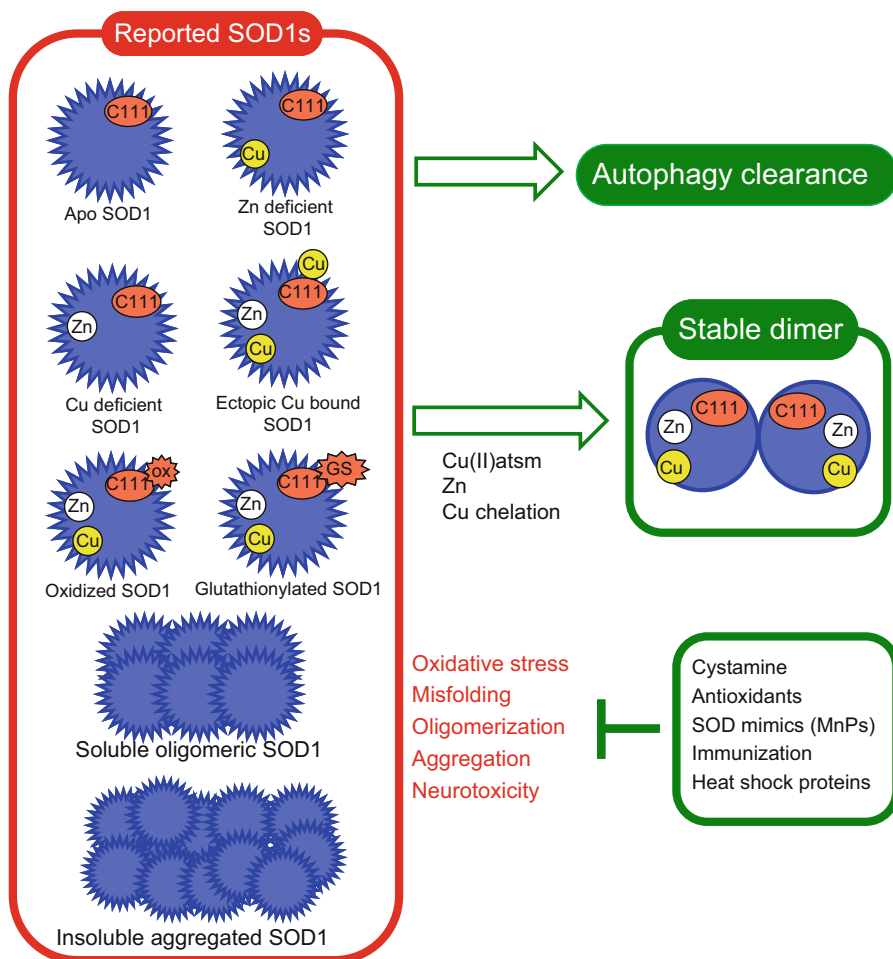 Reported SOD1s
C111
Cu
C111
Apo SOD1
Zn deficient
SOD1
Autophagy clearance
C111
Zn
Cu
C111
Zn
Cu
Cu deficient
SOD1
Ectopic Cu bound
SOD1
Stable dimer
C111
Zn
Cu
C111
Zn
Cu
Cu(II)atsm
Zn
Cu chelation
C111
ox
Zn
Cu
C111
GS
Zn
Cu
Oxidized SOD1
Glutathionylated SOD1
Soluble oligomeric SOD1
Insoluble aggregated SOD1
Oxidative stress
Misfolding
Oligomerization
Aggregation
Neurotoxicity
Cystamine
Antioxidants
SOD mimics (MnPs)
Immunization
Heat shock proteins